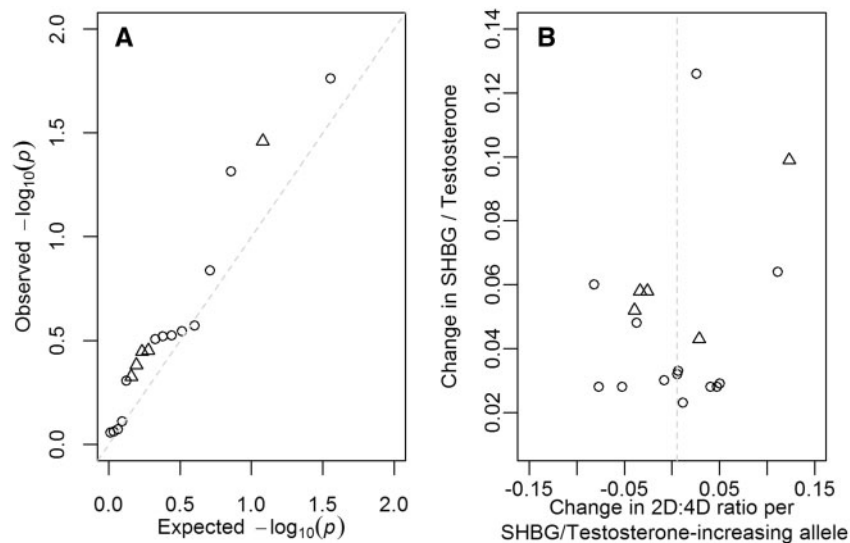 A
Observed −log10(p)
2.0
1.5
1.0
0.5
0.0
0.0 0.5 1.0 1.5 2.0
Expected −log10(p)
B
Change in SHBG / Testosterone
0.14
0.12
0.10
0.08
0.06
0.04
0.02
-0.15 -0.05 0.05 0.15
Change in 2D:4D ratio per
SHBG/Testosterone-increasing allele